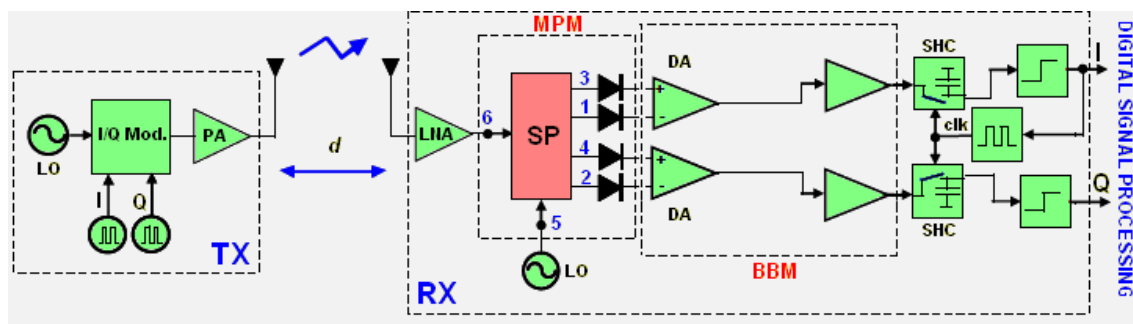 MPM
DIGITAL SIGNAL PROCESSING
I/Q Mod.
PA
LO
I
Q
TX
d
LNA
6
SP
3
1
4
2
5
LO
RX
DA
+
-
+
-
DA
BBM
SHC
clk
SHC
I
Q